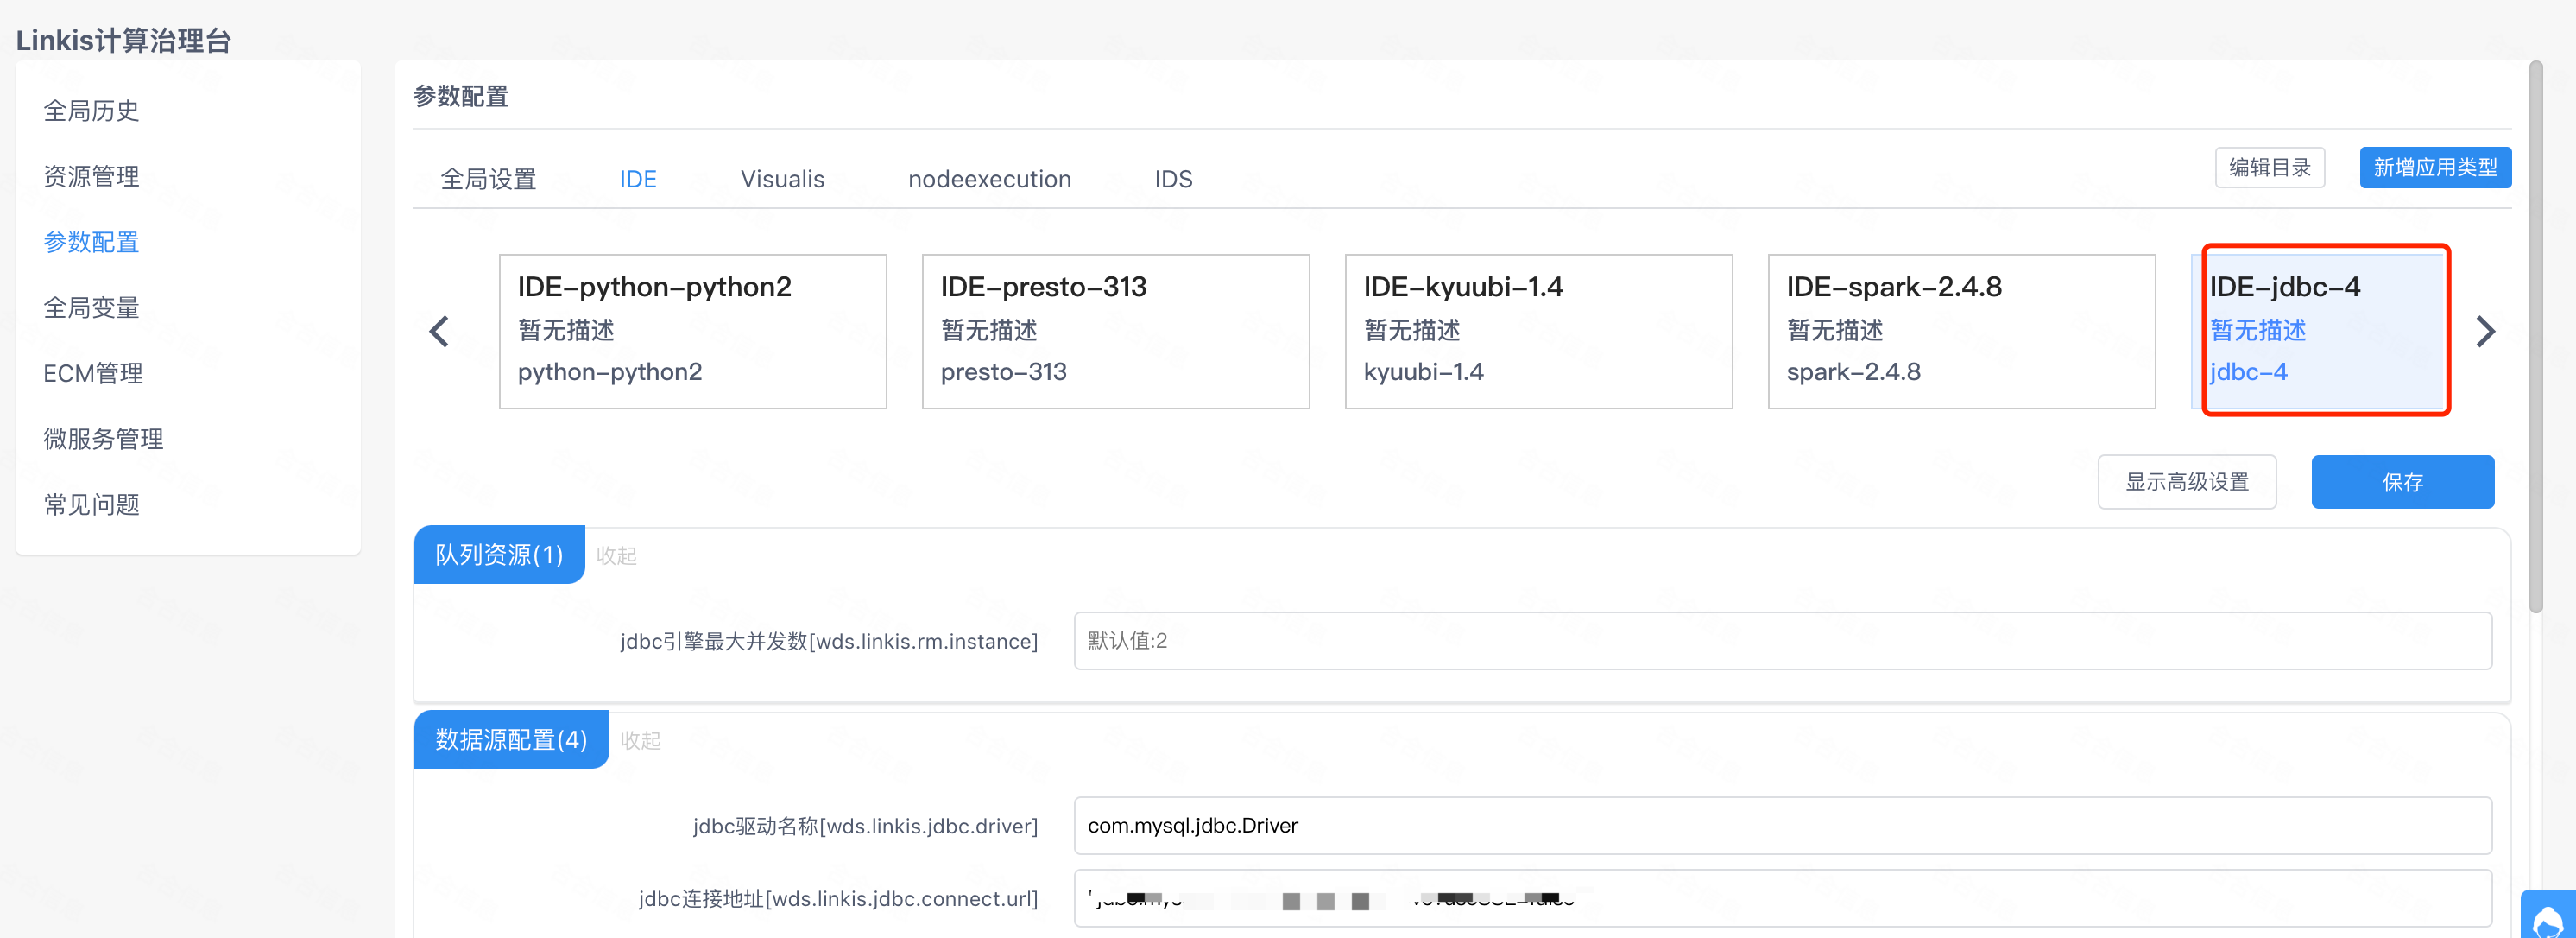 Linkis计算治理台
全局历史
资源管理
参数配置
全局变量
ECM管理
微服务管理
常见问题
参数配置
全局设置 IDE Visualis nodeexecution IDS 编辑目录 新增应用类型
IDE-python-python2
暂无描述
python-python2
IDE-presto-313
暂无描述
presto-313
IDE-kyuubi-1.4
暂无描述
kyuubi-1.4
IDE-spark-2.4.8
暂无描述
spark-2.4.8
IDE-jdbc-4
暂无描述
jdbc-4
显示高级设置 保存
队列资源(1) 收起
jdbc引擎最大并发数[wds.linkis.rm.instance] 默认值:2
数据源配置(4) 收起
jdbc驱动名称[wds.linkis.jdbc.driver] com.mysql.jdbc.Driver
jdbc连接地址[wds.linkis.jdbc.connect.url]